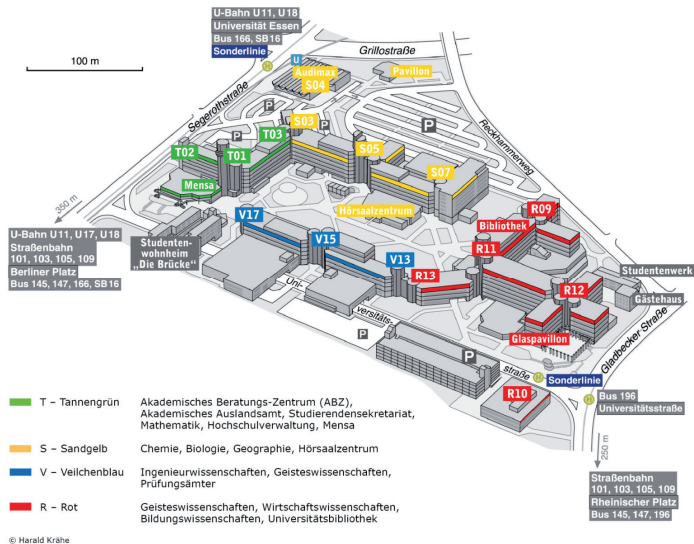 U-Bahn U11, U18
Universität Essen
Bus 166, SB16
Sonderlinie
H
100 m
Grillostraße
U
Audimax
S04
Pavillon
Segerothstraße
Reckhammerweg
P
S03
P
P
P
T03
T02
T01
S05
S07
Mensa
350 m
Hörsaalzentrum
V17
R09
Bibliothek
U-Bahn U11, U17, U18
Straßenbahn
101, 103, 105, 109
Berliner Platz
Bus 145, 147, 166, SB16
Studenten-
wohnheim
„Die Brücke“
V15
V13
R11
R13
R12
Studentenwerk
Gästehaus
Uni-
versitäts-
straße
Glaspavillon
Gladbecker Straße
P
P
H
Sonderlinie
R10
H
Bus 196
Universitätsstraße
250 m
Straßenbahn
101, 103, 105, 109
Rheinischer Platz
Bus 145, 147, 196
T – Tannengrün
Akademisches Beratungs-Zentrum (ABZ),
Akademisches Auslandsamt, Studierendensekretariat,
Mathematik, Hochschulverwaltung, Mensa
S – Sandgelb
Chemie, Biologie, Geographie, Hörsaalzentrum
V – Veilchenblau
Ingenieurwissenschaften, Geisteswissenschaften,
Prüfungsämter
R – Rot
Geisteswissenschaften, Wirtschaftswissenschaften,
Bildungswissenschaften, Universitätsbibliothek
© Harald Krähe